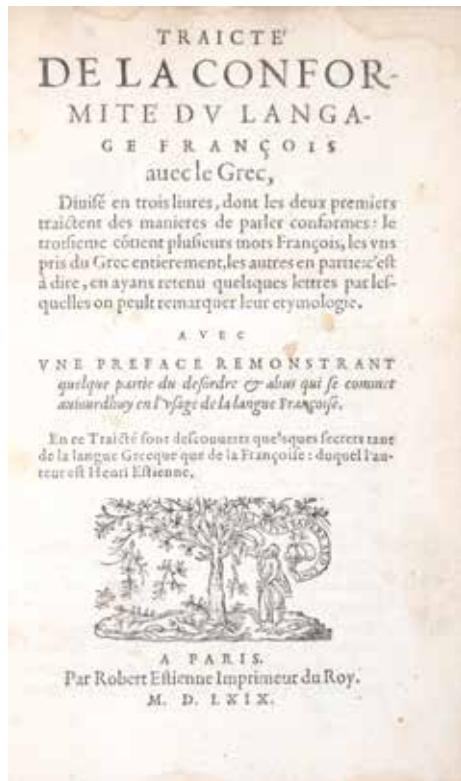 TRAICTE'
DE LA CONFOR-
MITE DV LANGA-
GE FRANÇOIS
auec le Grec,
Diuisé en trois liures, dont les deux premiers
traictent des manieres de parler conformes: le
troisieme cōtient plusieurs mots François, les vns
pris du Grec entierement, les autres en partie: c'est
à dire, en ayans retenu quelsques lettres par les-
quelles on peult remarquer leur etymologie.
AVEC
VNE PREFACE REMONSTRANT
quelque partie du desordre & abus qui se commet
auiourdhuy en l'vsage de la langue Françoise.
En ce Traicté sont descouuerts quelsques secrets tant
de la langue Grecque que de la Françoise: duquel l'au-
teur est Henri Estienne.
A PARIS.
Par Robert Estienne Imprimeur du Roy.
M. D. LXIX.